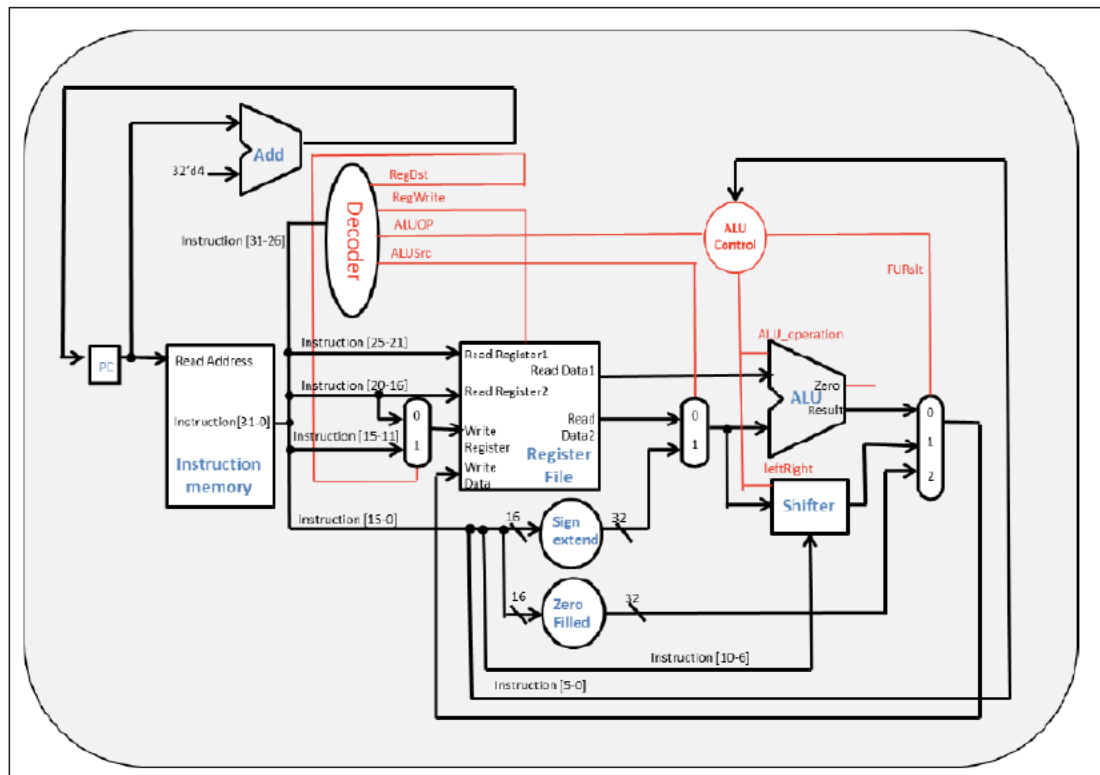 Add
32'd4
RegDst
RegWrite
ALUOP
ALUSrc
Decoder
Instruction [31-26]
ALU
Control
FURslt
ALU_operation
PC
Read Address
Instruction[31-0]
Instruction
memory
Instruction [25-21]
Instruction [20-16]
Instruction [15-11]
0
1
Read Register1
Read Data1
Read Register2
Write
Register
Write
Data
Read
Data2
Register
File
0
1
Zero
ALU
Result
0
1
2
leftRight
Shifter
Instruction [15-0]
16
Sign
extend
32
16
Zero
Filled
32
Instruction [10-6]
Instruction [5-0]